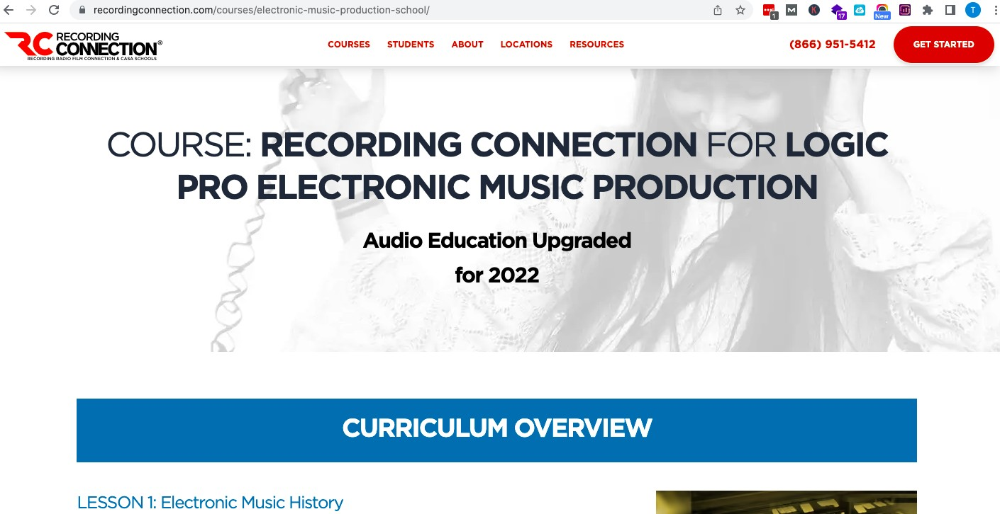 recordingconnection.com/courses/electronic-music-production-school/
1
17
New
T
RC RECORDING CONNECTION®
RECORDING RADIO FILM CONNECTION & CASA SCHOOLS
COURSES STUDENTS ABOUT LOCATIONS RESOURCES
(866) 951-5412
GET STARTED
COURSE: RECORDING CONNECTION FOR LOGIC
PRO ELECTRONIC MUSIC PRODUCTION
Audio Education Upgraded
for 2022
CURRICULUM OVERVIEW
LESSON 1: Electronic Music History